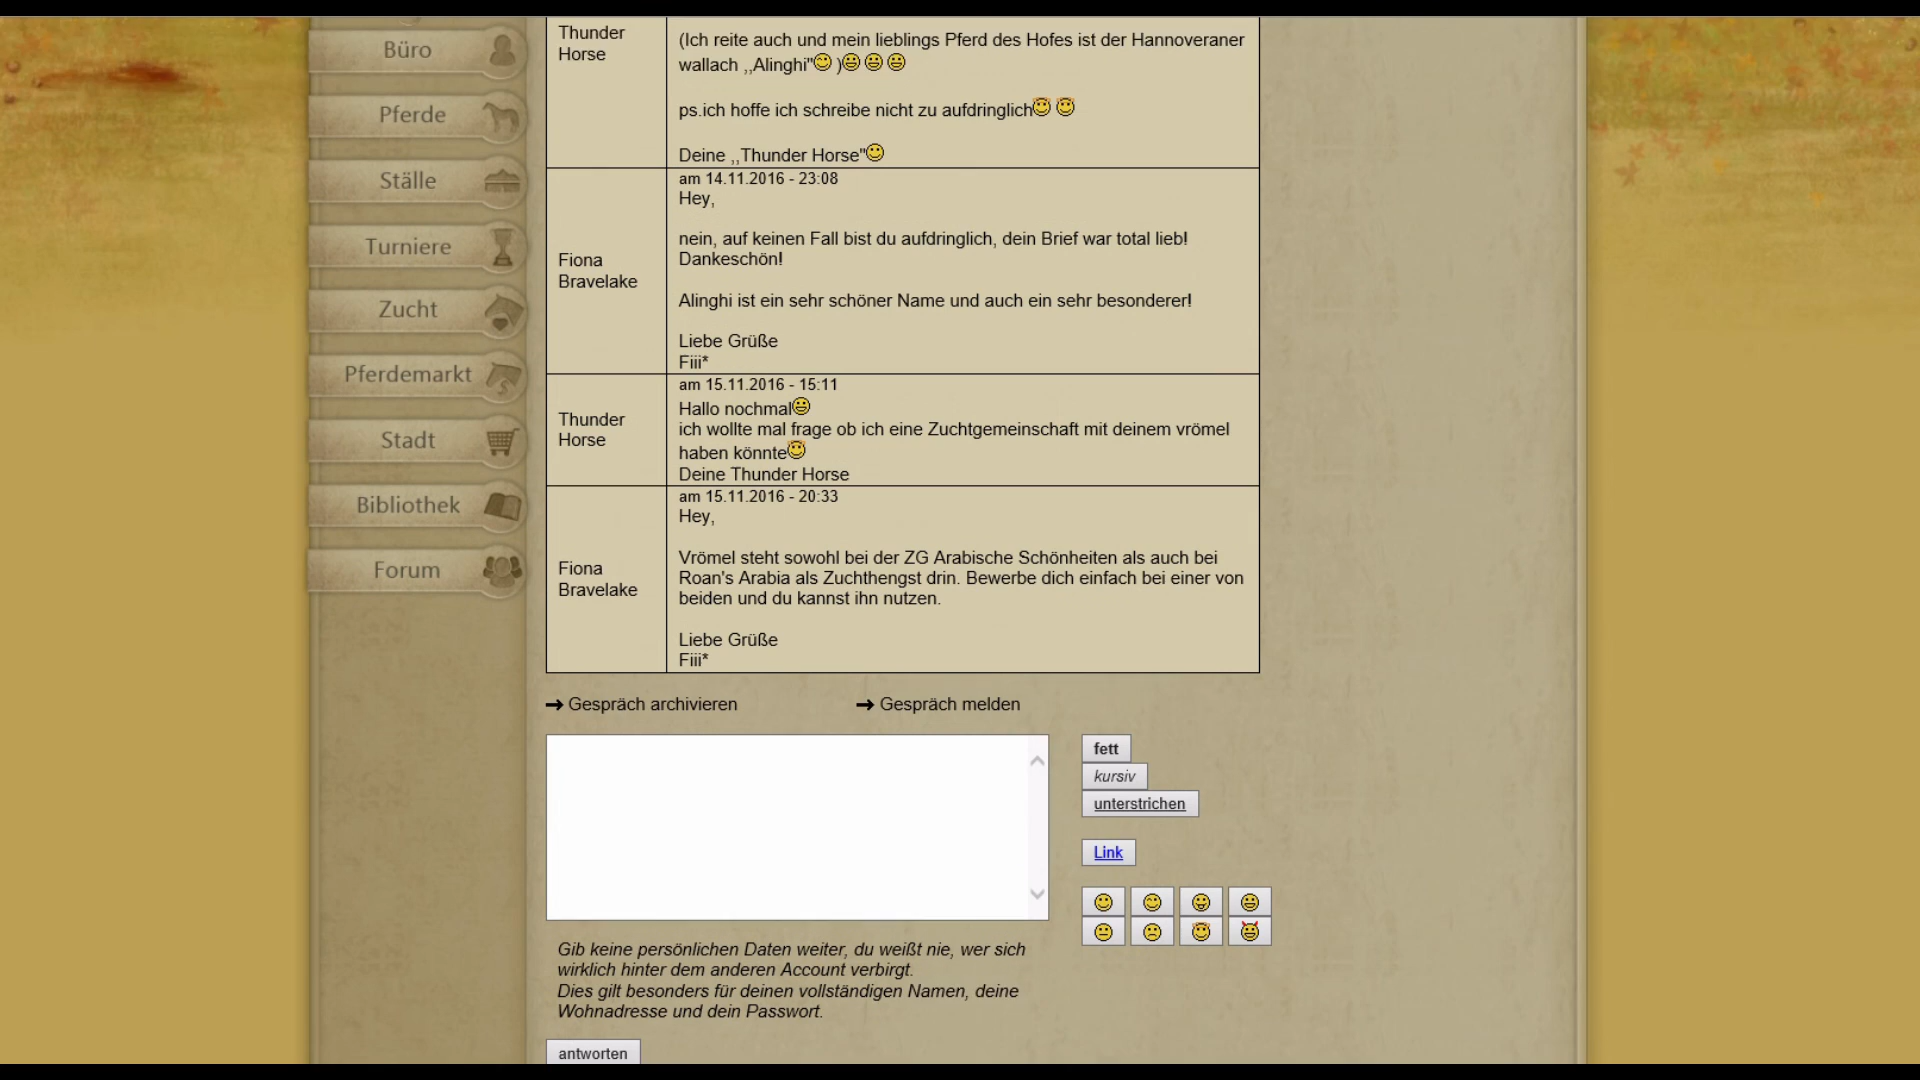 Büro
Pferde
Ställe
Turniere
Zucht
Pferdemarkt
Stadt
Bibliothek
Forum
Thunder
Horse
(Ich reite auch und mein lieblings Pferd des Hofes ist der Hannoveraner
wallach ,,Alinghi" )
ps.ich hoffe ich schreibe nicht zu aufdringlich
Deine ,,Thunder Horse"
Fiona
Bravelake
am 14.11.2016 - 23:08
Hey,
nein, auf keinen Fall bist du aufdringlich, dein Brief war total lieb!
Dankeschön!
Alinghi ist ein sehr schöner Name und auch ein sehr besonderer!
Liebe Grüße
Fiii*
Thunder
Horse
am 15.11.2016 - 15:11
Hallo nochmal
ich wollte mal frage ob ich eine Zuchtgemeinschaft mit deinem vrömel
haben könnte
Deine Thunder Horse
Fiona
Bravelake
am 15.11.2016 - 20:33
Hey,
Vrömel steht sowohl bei der ZG Arabische Schönheiten als auch bei
Roan's Arabia als Zuchthengst drin. Bewerbe dich einfach bei einer von
beiden und du kannst ihn nutzen.
Liebe Grüße
Fiii*
→ Gespräch archivieren
→ Gespräch melden
fett
kursiv
unterstrichen
Link
Gib keine persönlichen Daten weiter, du weißt nie, wer sich
wirklich hinter dem anderen Account verbirgt.
Dies gilt besonders für deinen vollständigen Namen, deine
Wohnadresse und dein Passwort.
antworten